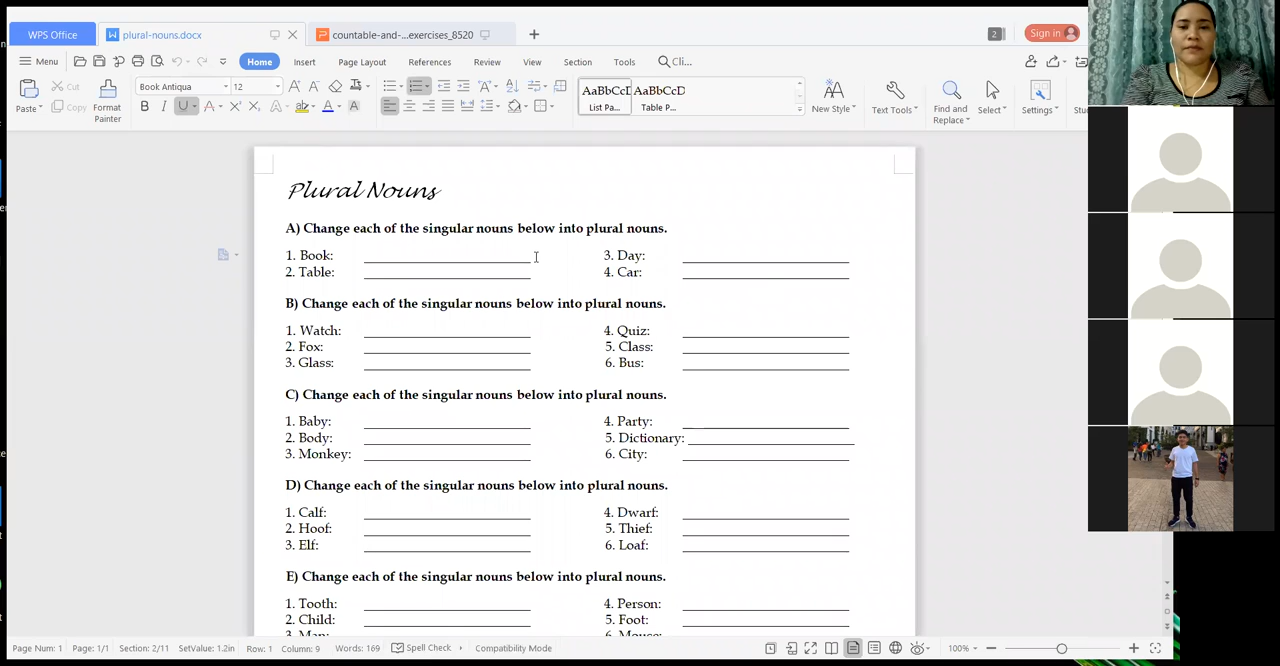 WPS Office
plural-nouns.docx
countable-and-...exercises_8520
2
Sign in
Menu
Home
Insert
Page Layout
References
Review
View
Section
Tools
Cli...
Paste
Cut
Copy
Format Painter
Book Antiqua
12
AaBbCcD
AaBbCcD
List Pa...
Table P...
New Style
Text Tools
Find and Replace
Select
Settings
Plural Nouns
A) Change each of the singular nouns below into plural nouns.
1. Book: 3. Day:
2. Table: 4. Car:
B) Change each of the singular nouns below into plural nouns.
1. Watch: 4. Quiz:
2. Fox: 5. Class:
3. Glass: 6. Bus:
C) Change each of the singular nouns below into plural nouns.
1. Baby: 4. Party:
2. Body: 5. Dictionary:
3. Monkey: 6. City:
D) Change each of the singular nouns below into plural nouns.
1. Calf: 4. Dwarf:
2. Hoof: 5. Thief:
3. Elf: 6. Loaf:
E) Change each of the singular nouns below into plural nouns.
1. Tooth: 4. Person:
2. Child: 5. Foot:
3. Man: 6. Mouse:
Page Num: 1 Page: 1/1 Section: 2/11 SetValue: 1.2in Row: 1 Column: 9 Words: 169 Spell Check Compatibility Mode 100%